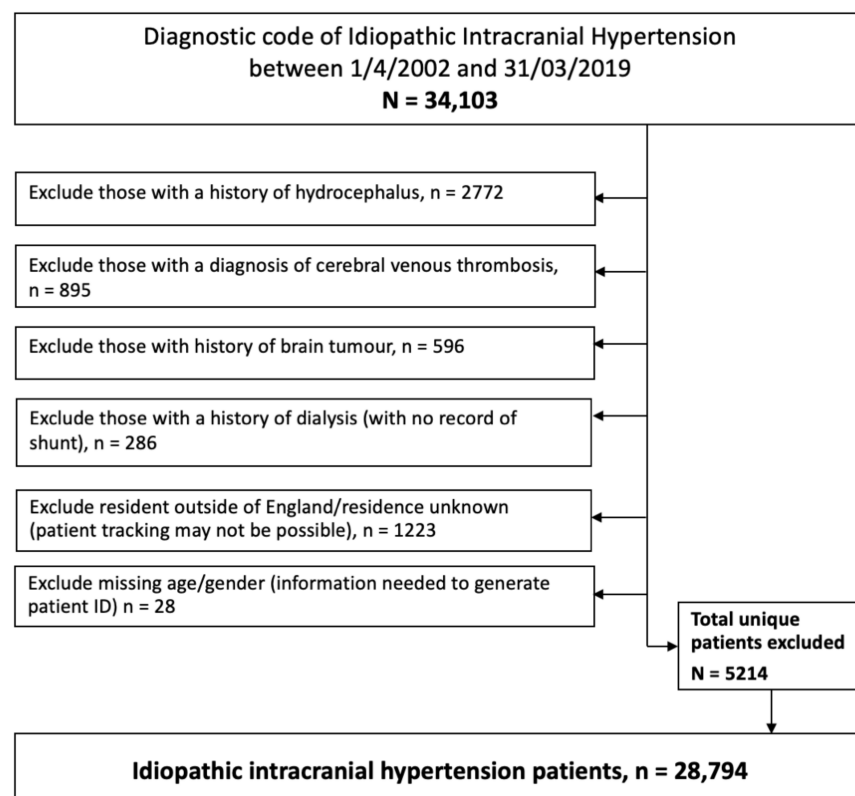 Diagnostic code of Idiopathic Intracranial Hypertension
between 1/4/2002 and 31/03/2019
N = 34,103
Exclude those with a history of hydrocephalus, n = 2772
Exclude those with a diagnosis of cerebral venous thrombosis,
n = 895
Exclude those with history of brain tumour, n = 596
Exclude those with a history of dialysis (with no record of
shunt), n = 286
Exclude resident outside of England/residence unknown
(patient tracking may not be possible), n = 1223
Exclude missing age/gender (information needed to generate
patient ID) n = 28
Total unique
patients excluded
N = 5214
Idiopathic intracranial hypertension patients, n = 28,794